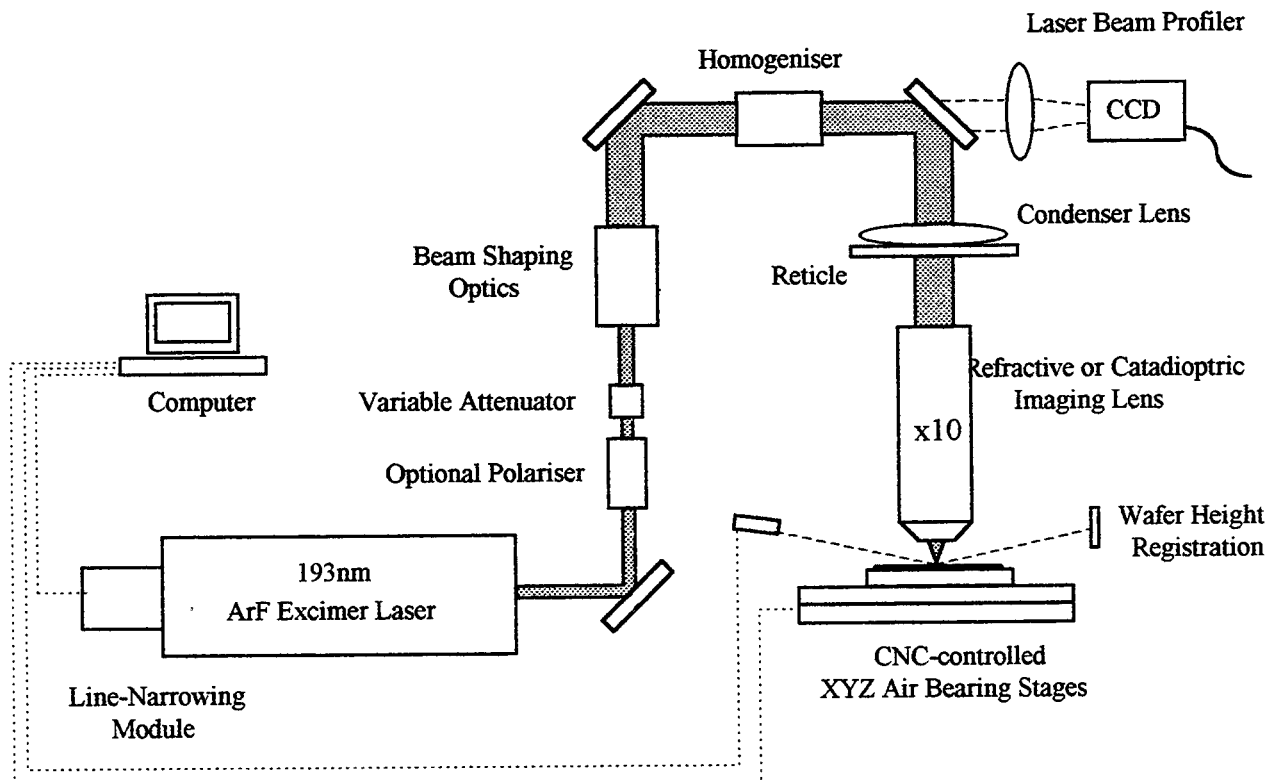 Laser Beam Profiler
Homogeniser
CCD
Condenser Lens
Beam Shaping
Optics
Reticle
Refractive or Catadioptric
Imaging Lens
Computer
Variable Attenuator
x10
Optional Polariser
Wafer Height
Registration
193nm
ArF Excimer Laser
CNC-controlled
XYZ Air Bearing Stages
Line-Narrowing
Module